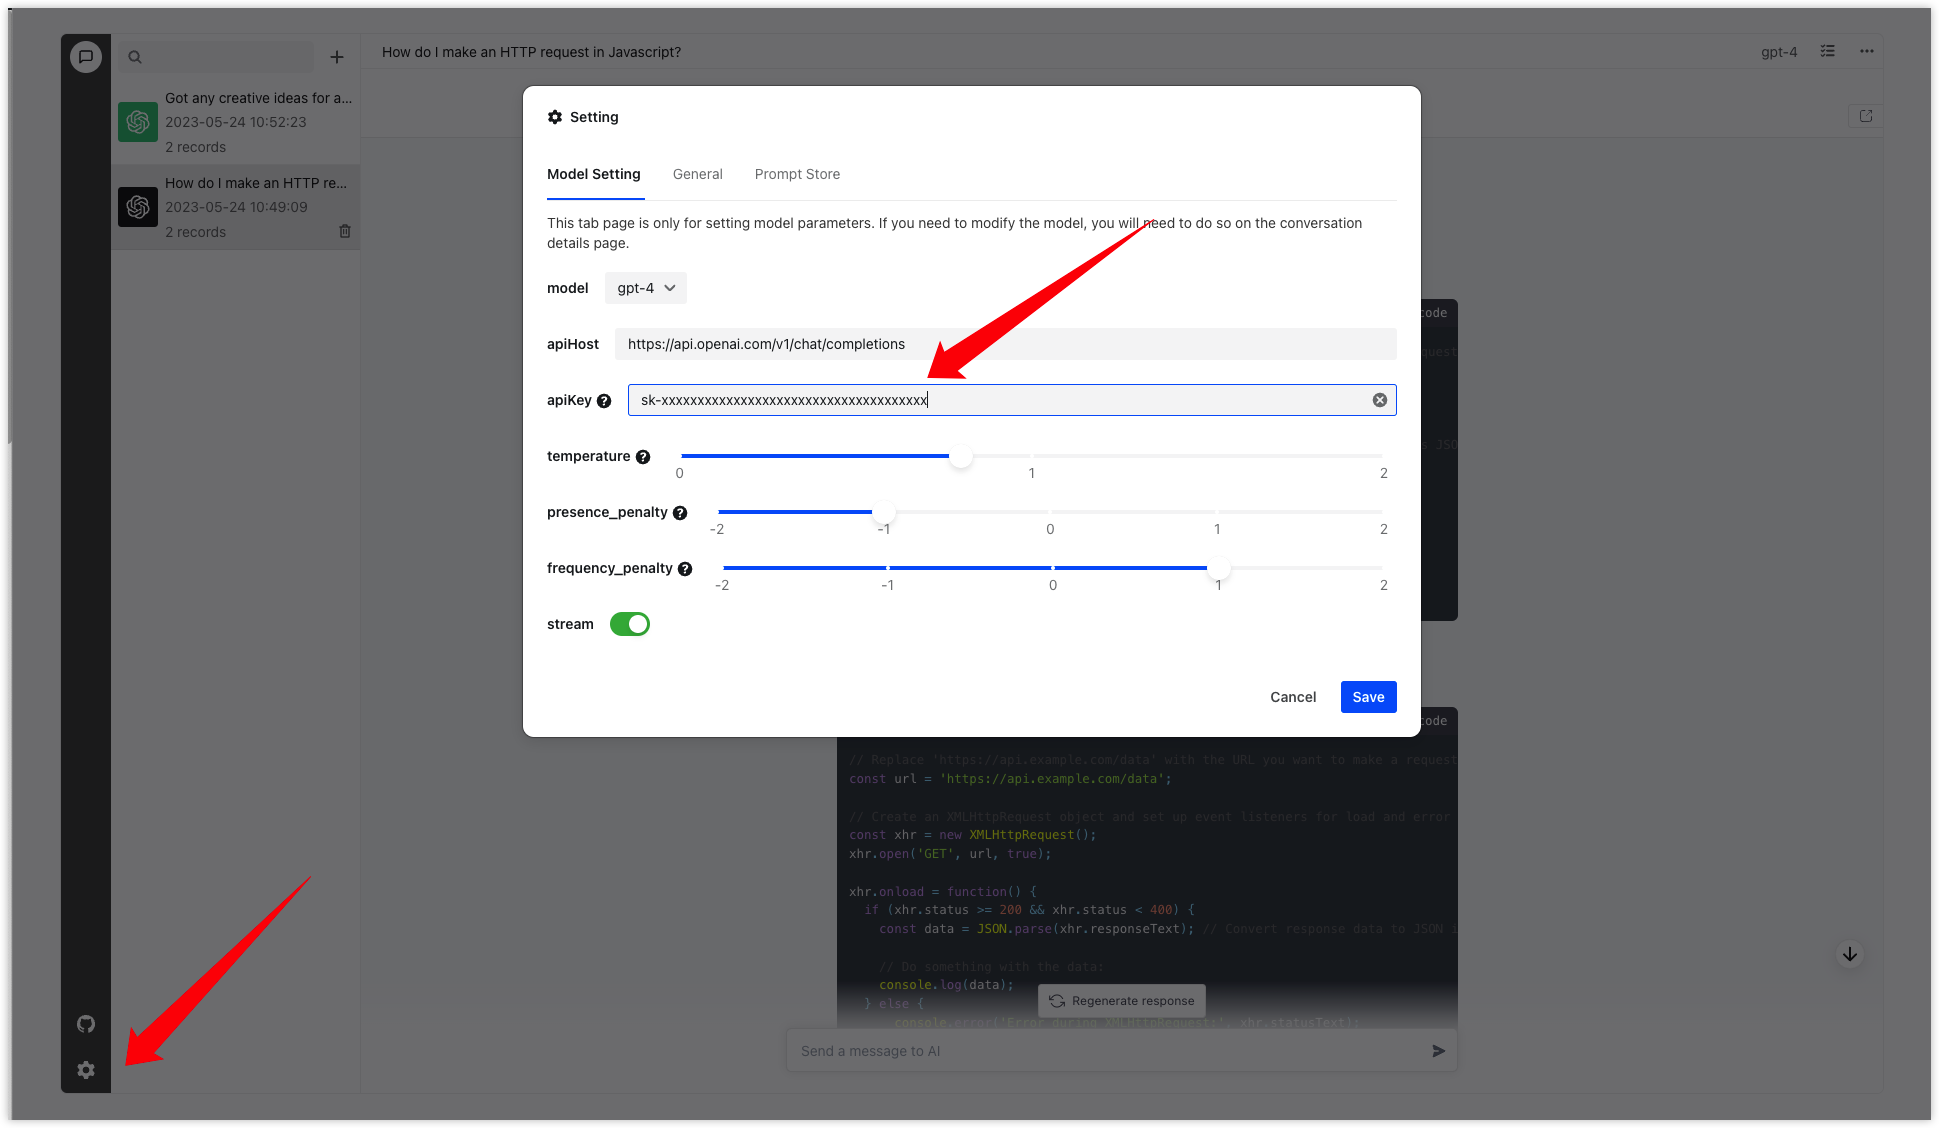 How do I make an HTTP request in Javascript?
gpt-4
Got any creative ideas for a...
2023-05-24 10:52:23
2 records
How do I make an HTTP re...
2023-05-24 10:49:09
2 records
Setting
Model Setting
General
Prompt Store
This tab page is only for setting model parameters. If you need to modify the model, you will need to do so on the conversation
details page.
model
gpt-4
apiHost
https://api.openai.com/v1/chat/completions
apiKey
sk-xxxxxxxxxxxxxxxxxxxxxxxxxxxxxxxxxxxxx
temperature
0 1 2
presence_penalty
-2 -1 0 1 2
frequency_penalty
-2 -1 0 1 2
stream
Cancel
Save
code
JSO
code
// Replace 'https://api.example.com/data' with the URL you want to make a request
const url = 'https://api.example.com/data';
// Create an XMLHttpRequest object and set up event listeners for load and error
const xhr = new XMLHttpRequest();
xhr.open('GET', url, true);
xhr.onload = function() {
if (xhr.status >= 200 && xhr.status < 400) {
const data = JSON.parse(xhr.responseText); // Convert response data to JSON i
// Do something with the data:
console.log(data);
} else {
console.error('Error during XMLHttpRequest:', xhr.statusText);
Regenerate response
Send a message to AI